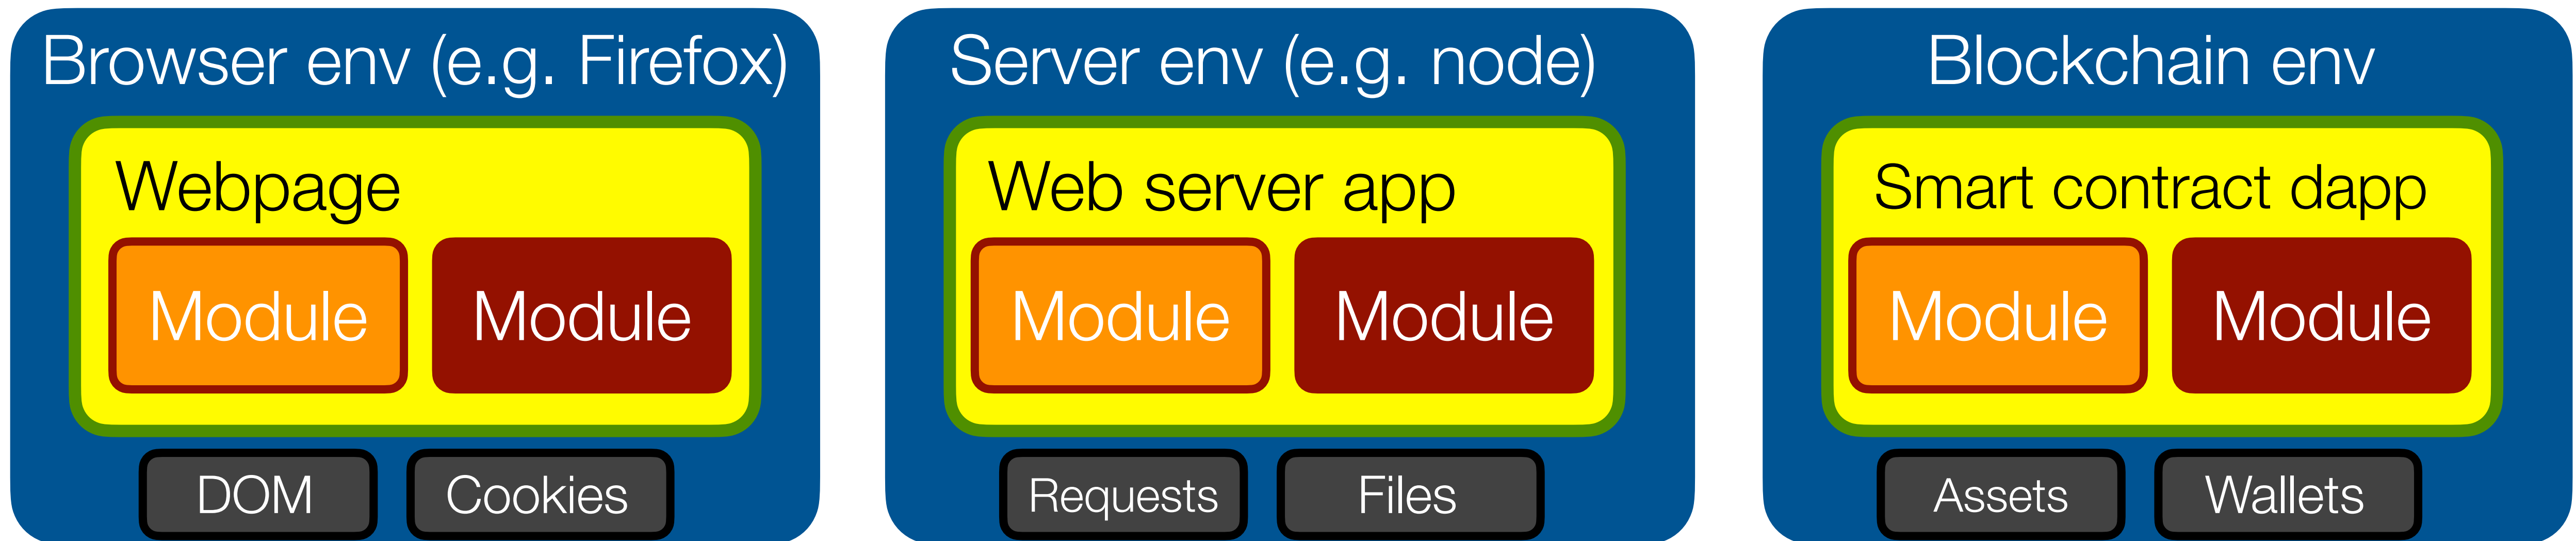 Browser env (e.g. Firefox)
Webpage
Module
Module
DOM
Cookies
Server env (e.g. node)
Web server app
Module
Module
Requests
Files
Blockchain env
Smart contract dapp
Module
Module
Assets
Wallets